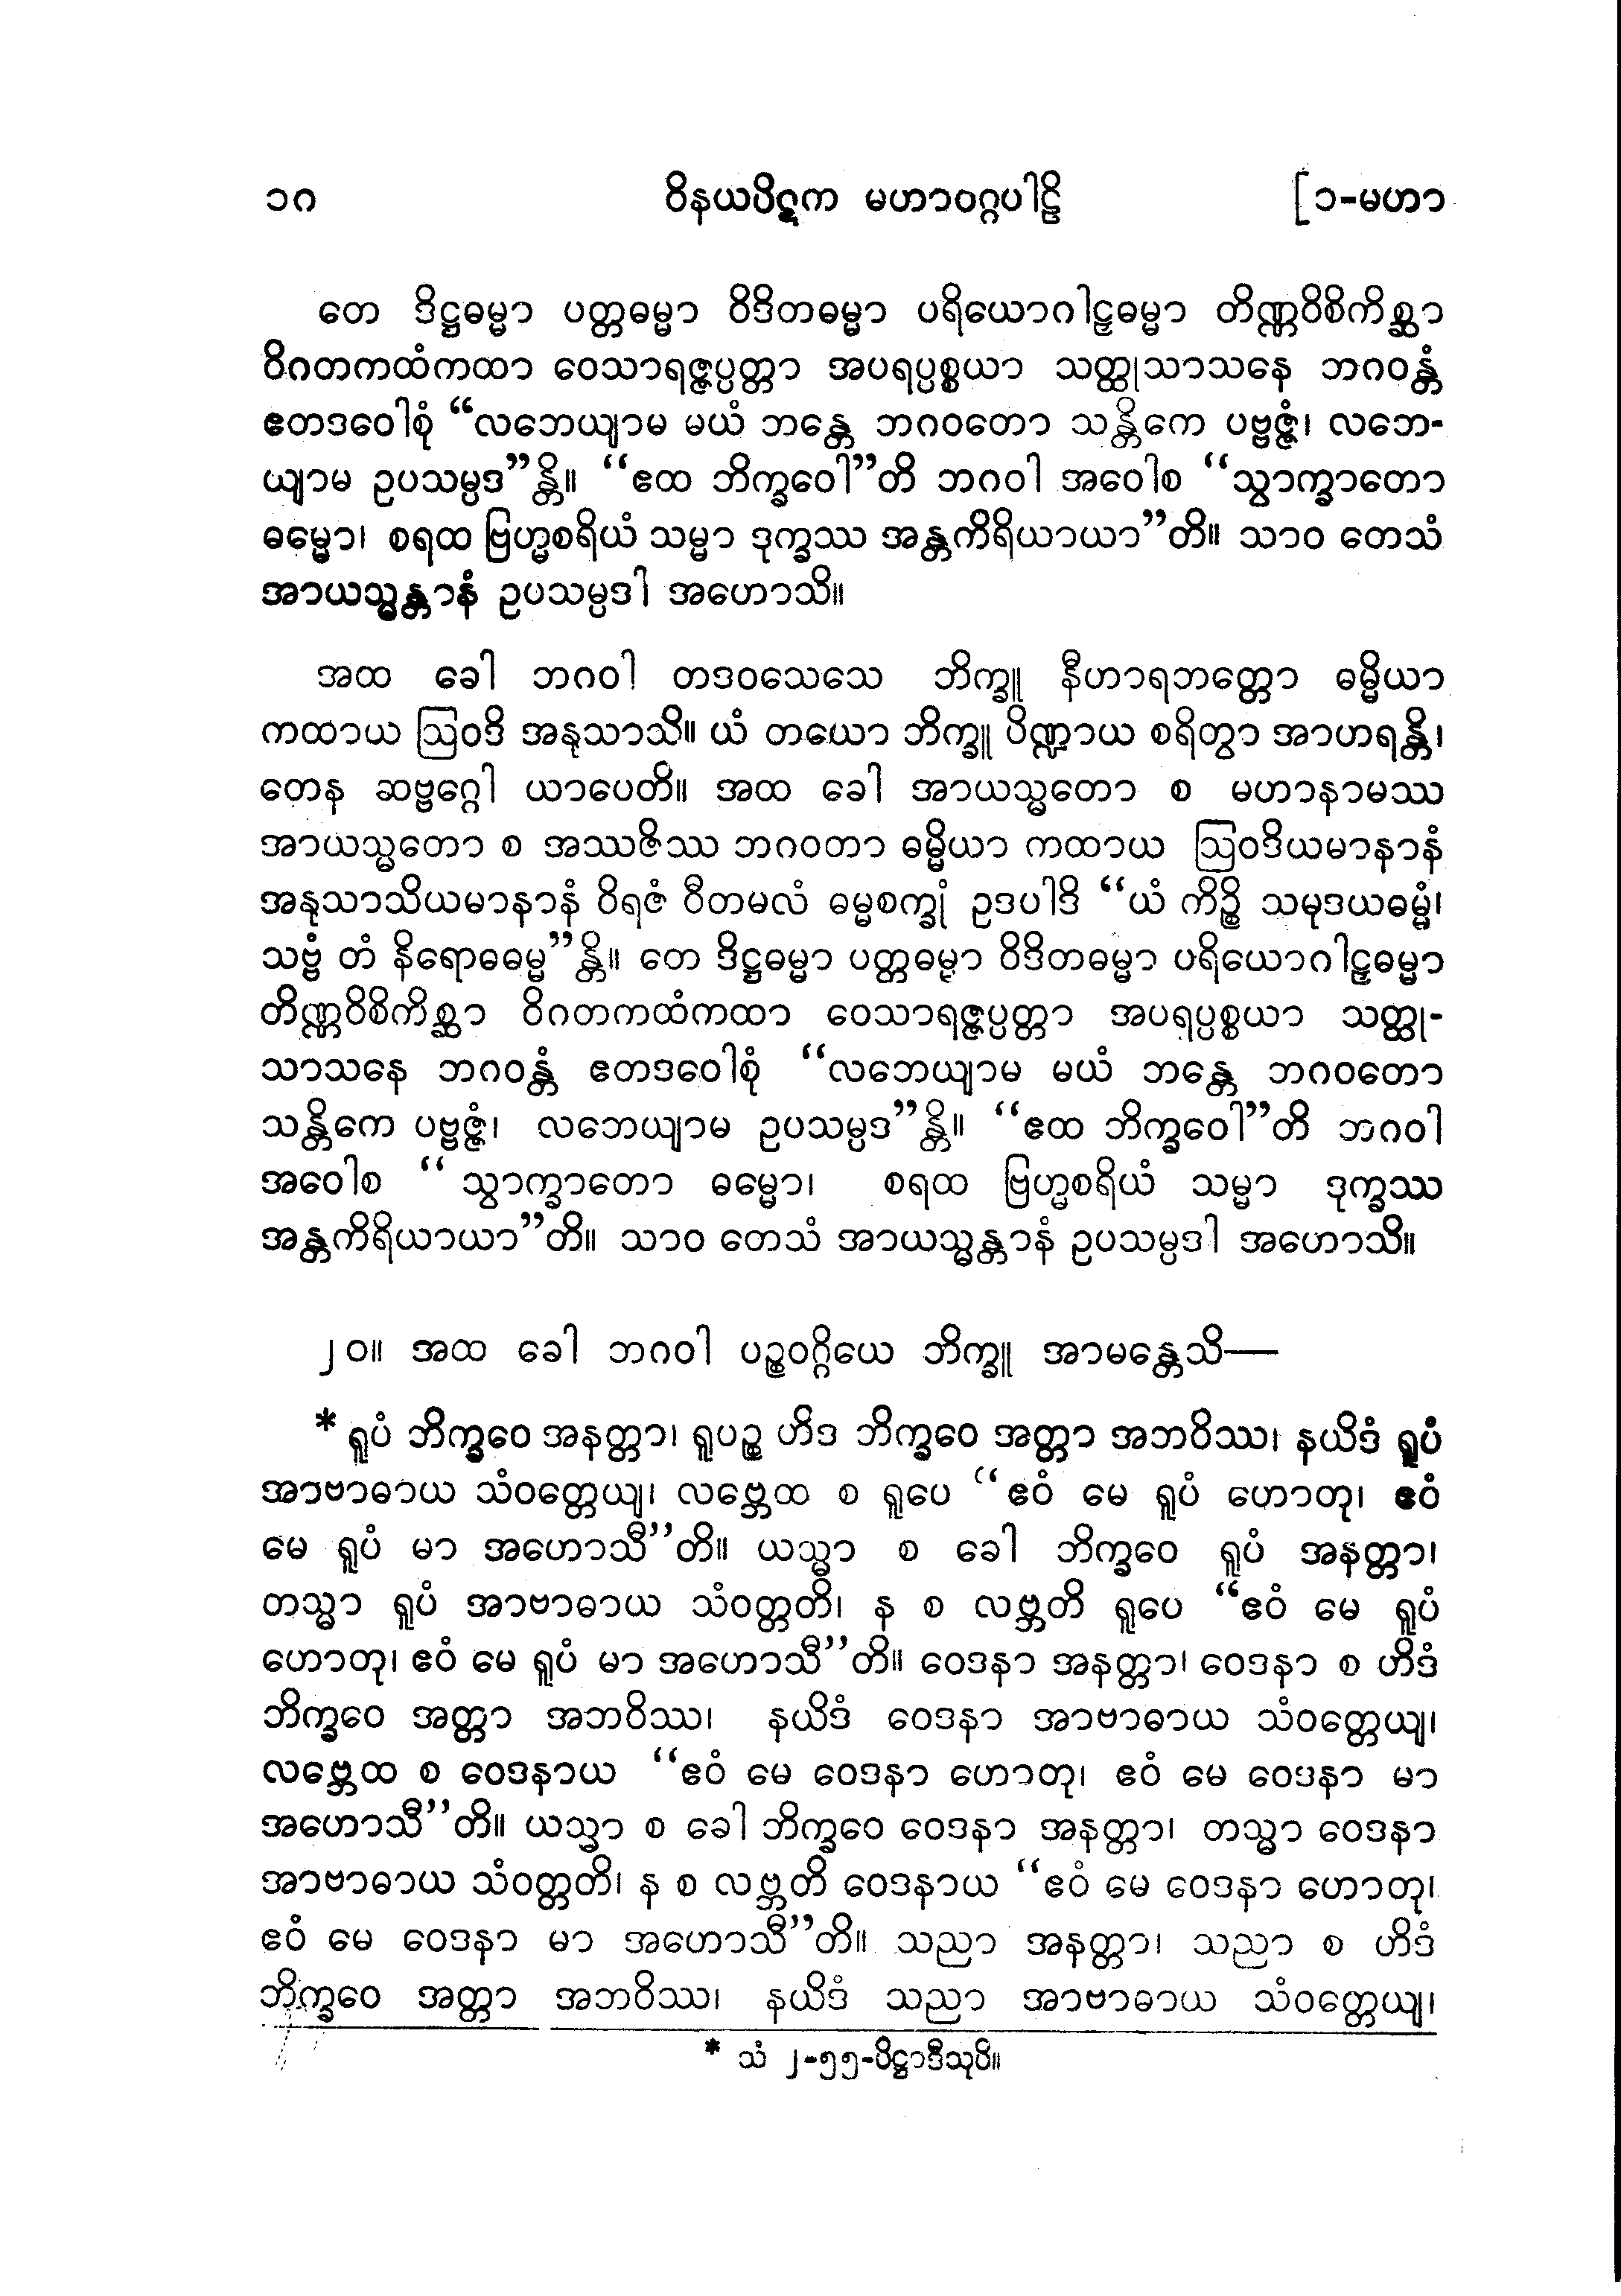 ၁ဂ ဝိနယပိဋက မဟာဝဂ္ဂပါဠိ [၁-မဟာ
တေ ဒိဋ္ဌဓမ္မာ ပတ္တဓမ္မာ ဝိဒိတဓမ္မာ ပရိယောဂါဠှဓမ္မာ တိဏ္ဏဝိစိကိစ္ဆာ
ဝိဂတကထံကထာ ဝေသာရဇ္ဇပ္ပတ္တာ အပရပ္ပစ္စယာ သတ္ထုသာသနေ ဘဂဝန္တံ
ဧတဒဝေါစုံ “လဘေယျာမ မယံ ဘန္တေ ဘဂဝတော သန္တိကေ ပဗ္ဗဇ္ဇံ၊ လဘေ-
ယျာမ ဥပသမ္ပဒ”န္တိ။ “ဧထ ဘိက္ခဝေါ”တိ ဘဂဝါ အဝေါစ “သွာက္ခာတော
ဓမ္မော၊ စရထ ဗြဟ္မစရိယံ သမ္မာ ဒုက္ခဿ အန္တကိရိယာယာ”တိ။ သာဝ တေသံ
အာယသ္မန္တာနံ ဥပသမ္ပဒါ အဟောသိ။
အထ ခေါ ဘဂဝါ တဒဝသေသေ ဘိက္ခူ နီဟာရဘတ္တော ဓမ္မိယာ
ကထာယ ဩဝဒိ အနုသာသိ။ ယံ တယော ဘိက္ခူ ပိဏ္ဍာယ စရိတွာ အာဟရန္တိ၊
တေန ဆဗ္ဗဂ္ဂေါ ယာပေတိ။ အထ ခေါ အာယသ္မတော စ မဟာနာမဿ
အာယသ္မတော စ အဿဇိဿ ဘဂဝတာ ဓမ္မိယာ ကထာယ ဩဝဒိယမာနာနံ
အနုသာသိယမာနာနံ ဝိရဇံ ဝီတမလံ ဓမ္မစက္ခုံ ဥဒပါဒိ “ယံ ကိဉ္စိ သမုဒယဓမ္မံ၊
သဗ္ဗံ တံ နိရောဓဓမ္မ”န္တိ။ တေ ဒိဋ္ဌဓမ္မာ ပတ္တဓမ္မာ ဝိဒိတဓမ္မာ ပရိယောဂါဠှဓမ္မာ
တိဏ္ဏဝိစိကိစ္ဆာ ဝိဂတကထံကထာ ဝေသာရဇ္ဇပ္ပတ္တာ အပရပ္ပစ္စယာ သတ္ထု-
သာသနေ ဘဂဝန္တံ ဧတဒဝေါစုံ “လဘေယျာမ မယံ ဘန္တေ ဘဂဝတော
သန္တိကေ ပဗ္ဗဇ္ဇံ၊ လဘေယျာမ ဥပသမ္ပဒ”န္တိ။ “ဧထ ဘိက္ခဝေါ”တိ ဘဂဝါ
အဝေါစ “သွာက္ခာတော ဓမ္မော၊ စရထ ဗြဟ္မစရိယံ သမ္မာ ဒုက္ခဿ
အန္တကိရိယာယာ”တိ။ သာဝ တေသံ အာယသ္မန္တာနံ ဥပသမ္ပဒါ အဟောသိ။
၂၀။ အထ ခေါ ဘဂဝါ ပဉ္စဝဂ္ဂိယေ ဘိက္ခူ အာမန္တေသိ—
* ရူပံ ဘိက္ခဝေ အနတ္တာ၊ ရူပဉ္စ ဟိဒ ဘိက္ခဝေ အတ္တာ အဘဝိဿ၊ နယိဒံ ရူပံ
အာဗာဓာယ သံဝတ္တေယျ၊ လဗ္ဘေထ စ ရူပေ “ဧဝံ မေ ရူပံ ဟောတု၊ ဧဝံ
မေ ရူပံ မာ အဟောသီ”တိ။ ယသ္မာ စ ခေါ ဘိက္ခဝေ ရူပံ အနတ္တာ၊
တသ္မာ ရူပံ အာဗာဓာယ သံဝတ္တတိ၊ န စ လဗ္ဘတိ ရူပေ “ဧဝံ မေ ရူပံ
ဟောတု၊ ဧဝံ မေ ရူပံ မာ အဟောသီ”တိ။ ဝေဒနာ အနတ္တာ၊ ဝေဒနာ စ ဟိဒံ
ဘိက္ခဝေ အတ္တာ အဘဝိဿ၊ နယိဒံ ဝေဒနာ အာဗာဓာယ သံဝတ္တေယျ၊
လဗ္ဘေထ စ ဝေဒနာယ “ဧဝံ မေ ဝေဒနာ ဟောတု၊ ဧဝံ မေ ဝေဒနာ မာ
အဟောသီ”တိ။ ယသ္မာ စ ခေါ ဘိက္ခဝေ ဝေဒနာ အနတ္တာ၊ တသ္မာ ဝေဒနာ
အာဗာဓာယ သံဝတ္တတိ၊ န စ လဗ္ဘတိ ဝေဒနာယ “ဧဝံ မေ ဝေဒနာ ဟောတု၊
ဧဝံ မေ ဝေဒနာ မာ အဟောသီ”တိ။ သညာ အနတ္တာ၊ သညာ စ ဟိဒံ
ဘိက္ခဝေ အတ္တာ အဘဝိဿ၊ နယိဒံ သညာ အာဗာဓာယ သံဝတ္တေယျ၊
* သံ ၂-၅၅-ပိဋ္ဌာဒီသုပိ။